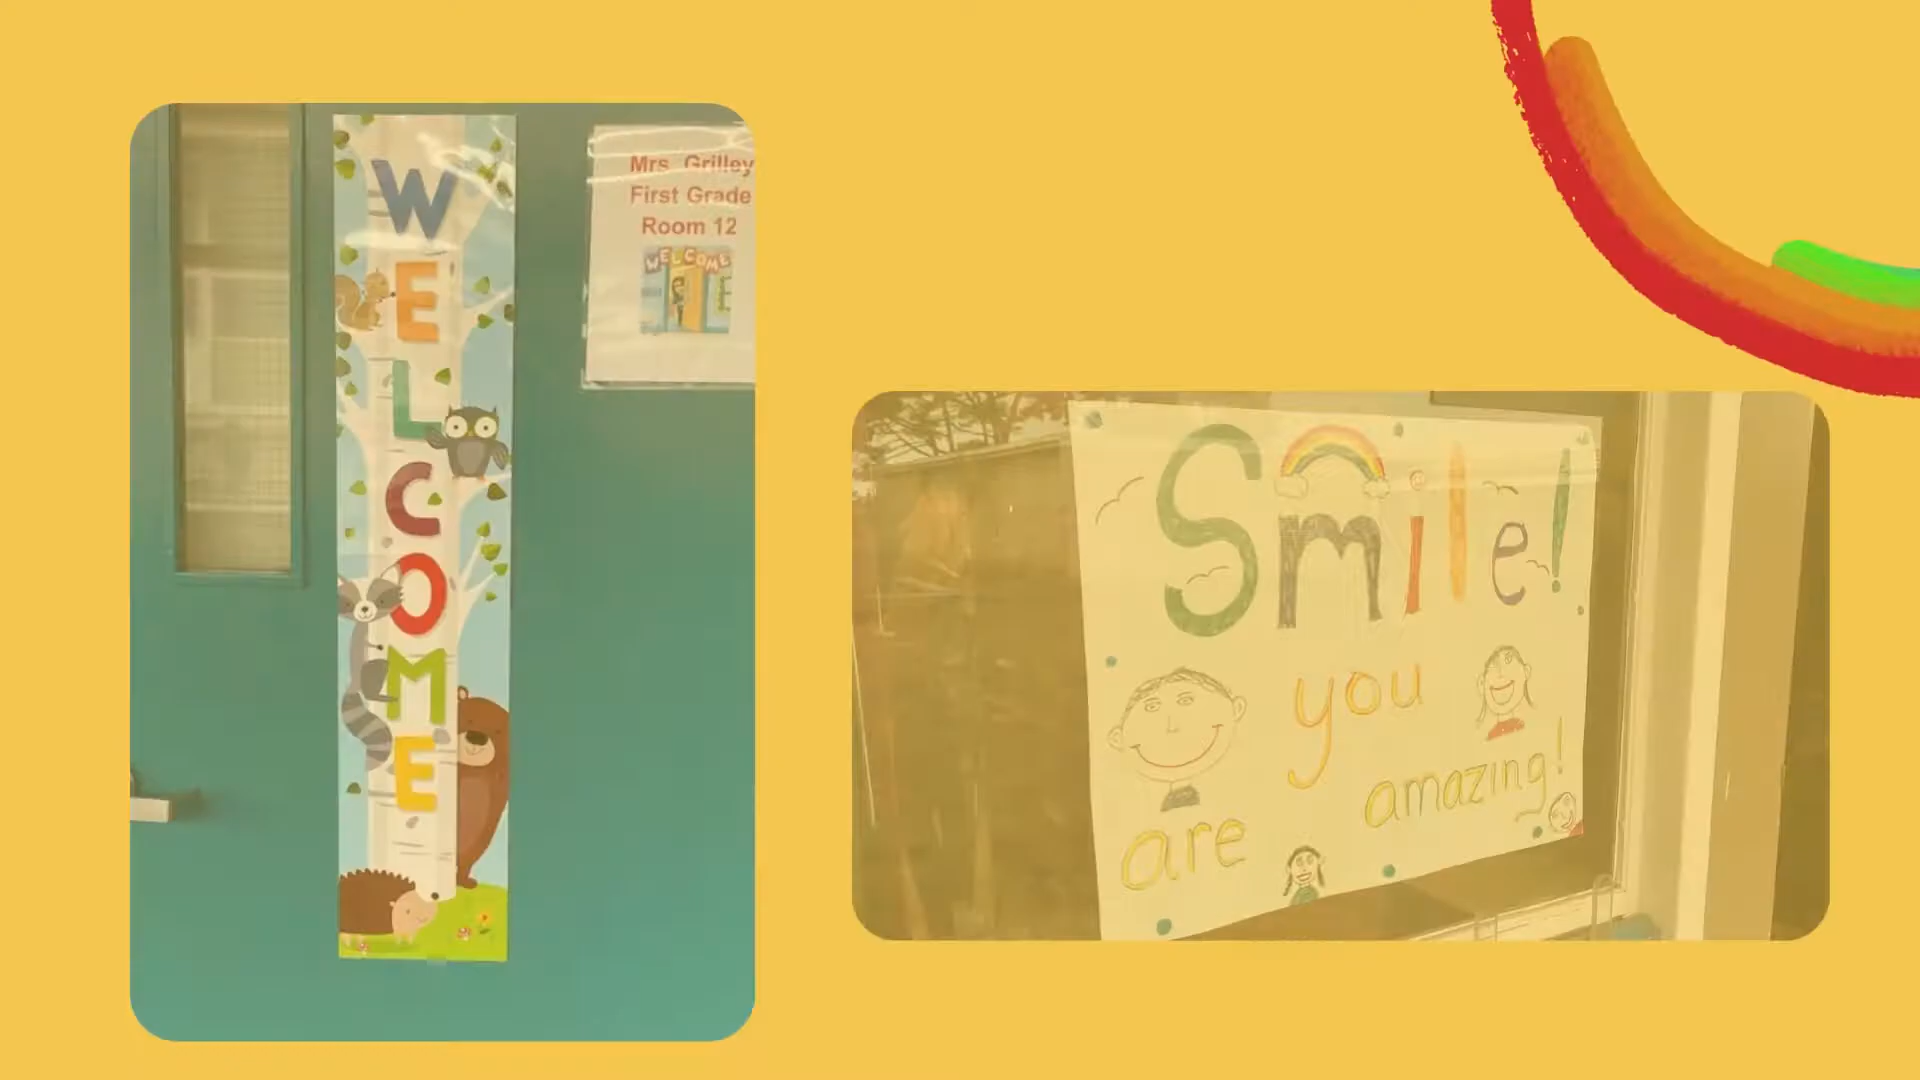 WELCOME
Mrs. Grilley
First Grade
Room 12
WELCOME
Smile!
you
are amazing!